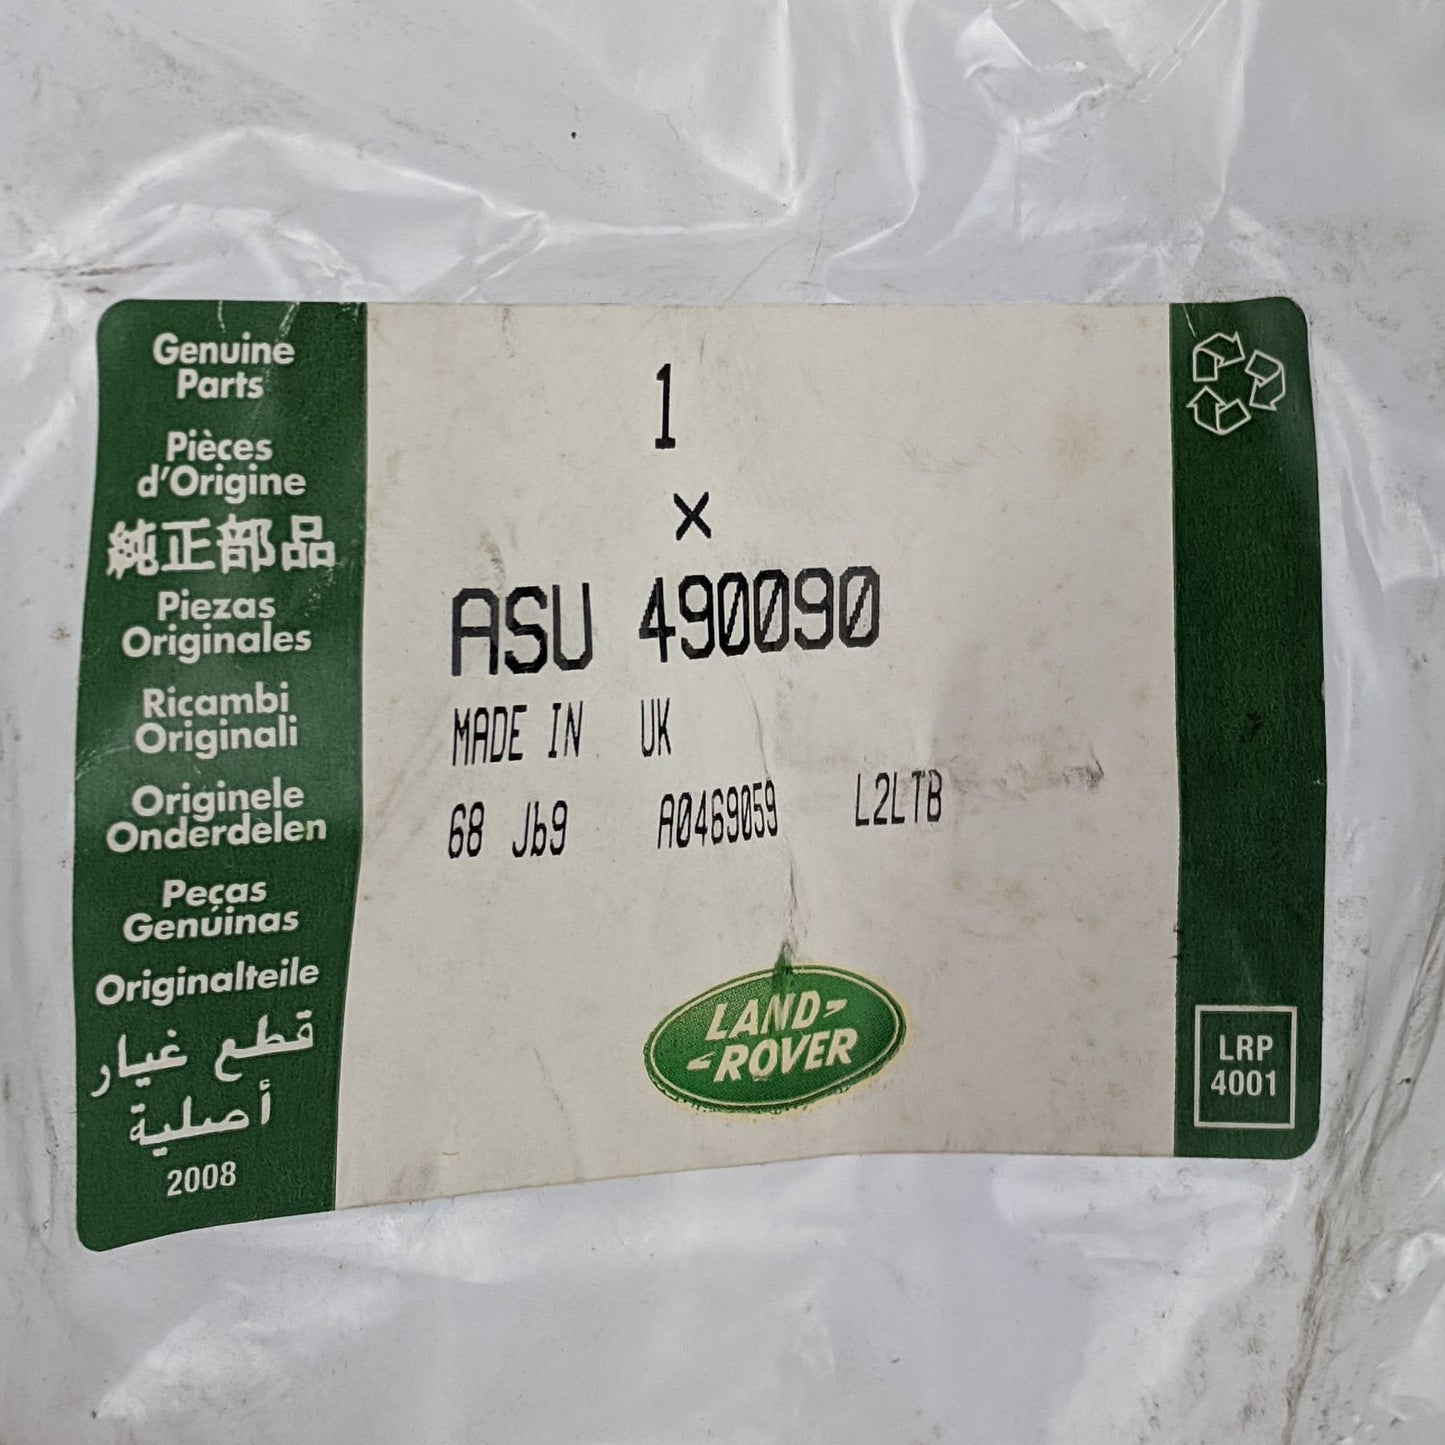 Genuine
Parts
Pièces
d'Origine
純正部品
Piezas
Originales
Ricambi
Originali
Originele
Onderdelen
Peças
Genúinas
Originalteile
قطع غيار
أصلية
2008
1
x
ASU 490090
MADE IN UK
68 Jb9 A0469059 L2LTB
LAND-
-ROVER
LRP
4001